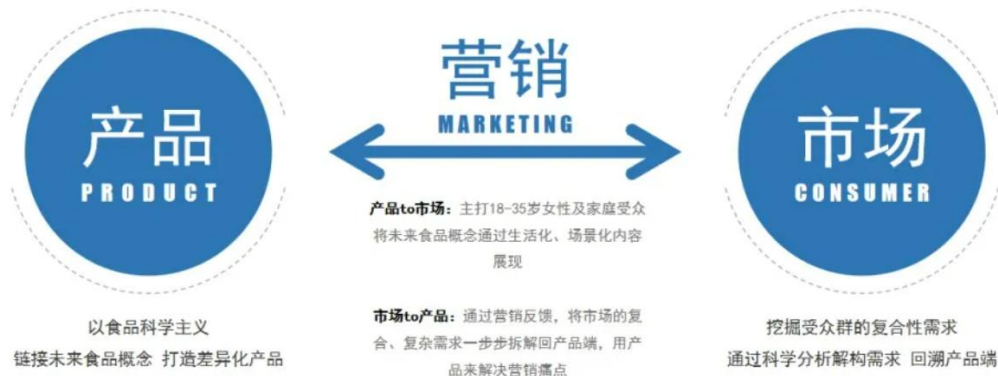 产品
PRODUCT
以食品科学主义
链接未来食品概念 打造差异化产品
营销
MARKETING
产品to市场：主打18-35岁女性及家庭受众
将未来食品概念通过生活化、场景化内容
展现
市场to产品：通过营销反馈，将市场的复
合、复杂需求一步步拆解回产品端，用产
品来解决营销痛点
市场
CONSUMER
挖掘受众群的复合性需求
通过科学分析解构需求 回溯产品端